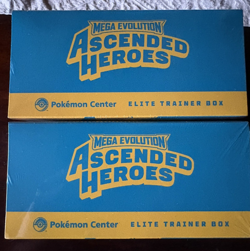 MEGA EVOLUTION
ASCENDED
HEROES
Pokémon Center ELITE TRAINER BOX
MEGA EVOLUTION
ASCENDED
HEROES
Pokémon Center ELITE TRAINER BOX